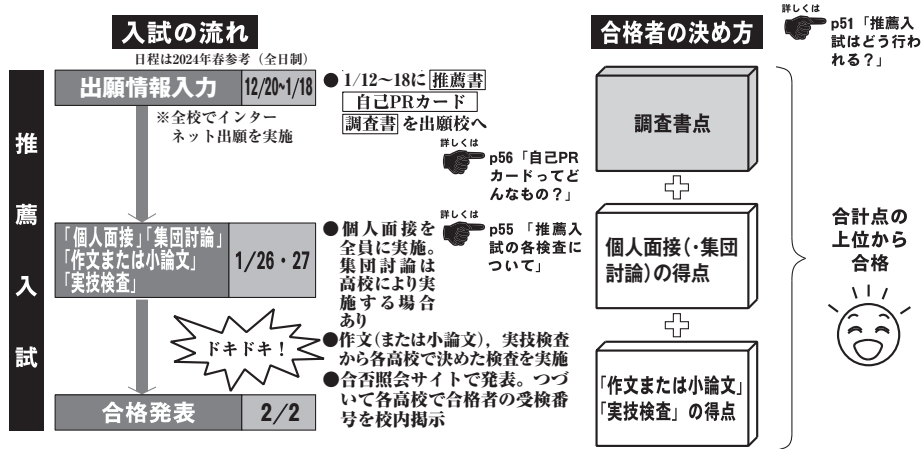 入試の流れ
日程は2024年春参考(全日制)
推薦入試
出願情報入力
12/20~1/18
●1/12~18に 推薦書
自己PRカード
調査書 を出願校へ
※全校でインター
ネット出願を実施
詳しくは
p56「自己PR
カードってど
んなもの?」
「個人面接」「集団討論」
「作文または小論文」
「実技検査」
1/26・27
●個人面接を
全員に実施。
集団討論は
高校により実
施する場合
あり
詳しくは
p55「推薦入
試の各検査に
ついて」
ドキドキ!
●作文(または小論文),実技検査
から各高校で決めた検査を実施
●合否照会サイトで発表。つづ
いて各高校で合格者の受検番
号を校内掲示
合格発表
2/2
合格者の決め方
詳しくは
p51「推薦入
試はどう行わ
れる?」
調査書点
個人面接(・集団
討論)の得点
「作文または小論文」
「実技検査」の得点
合計点の
上位から
合格